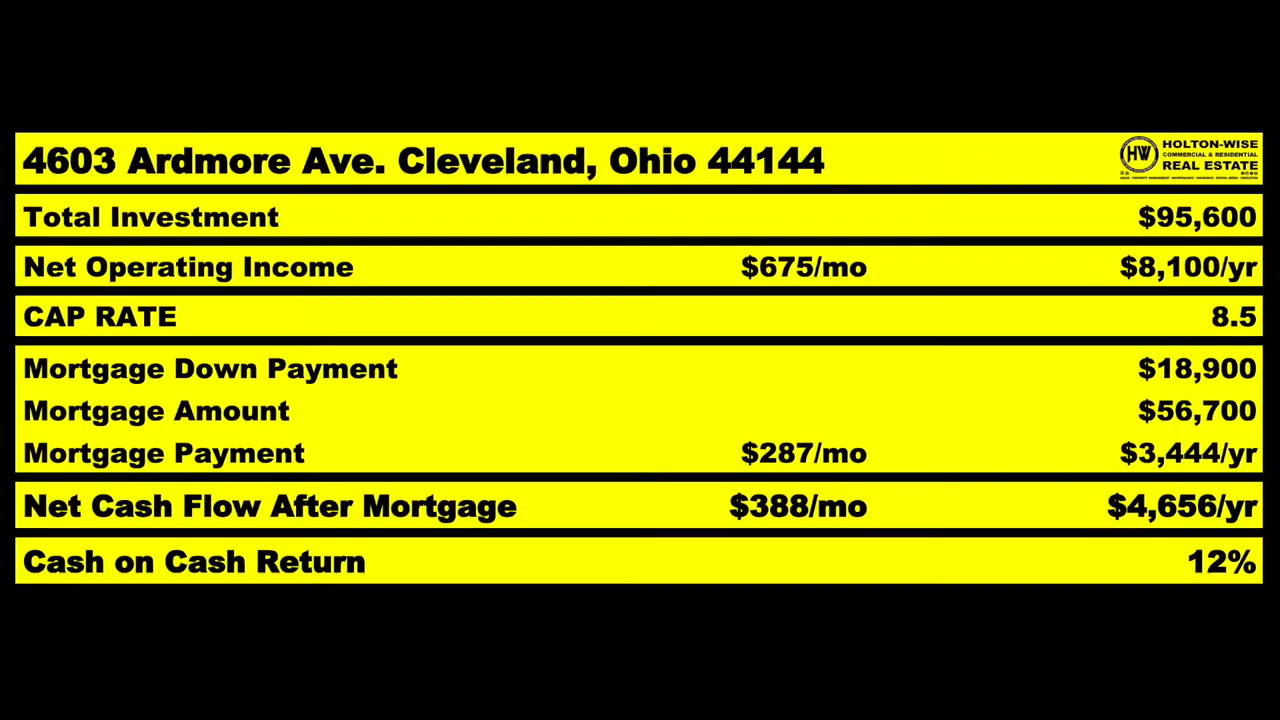 4603 Ardmore Ave. Cleveland, Ohio 44144
HW
HOLTON-WISE
COMMERCIAL & RESIDENTIAL
REAL ESTATE
Total Investment $95,600
Net Operating Income $675/mo $8,100/yr
CAP RATE 8.5
Mortgage Down Payment $18,900
Mortgage Amount $56,700
Mortgage Payment $287/mo $3,444/yr
Net Cash Flow After Mortgage $388/mo $4,656/yr
Cash on Cash Return 12%